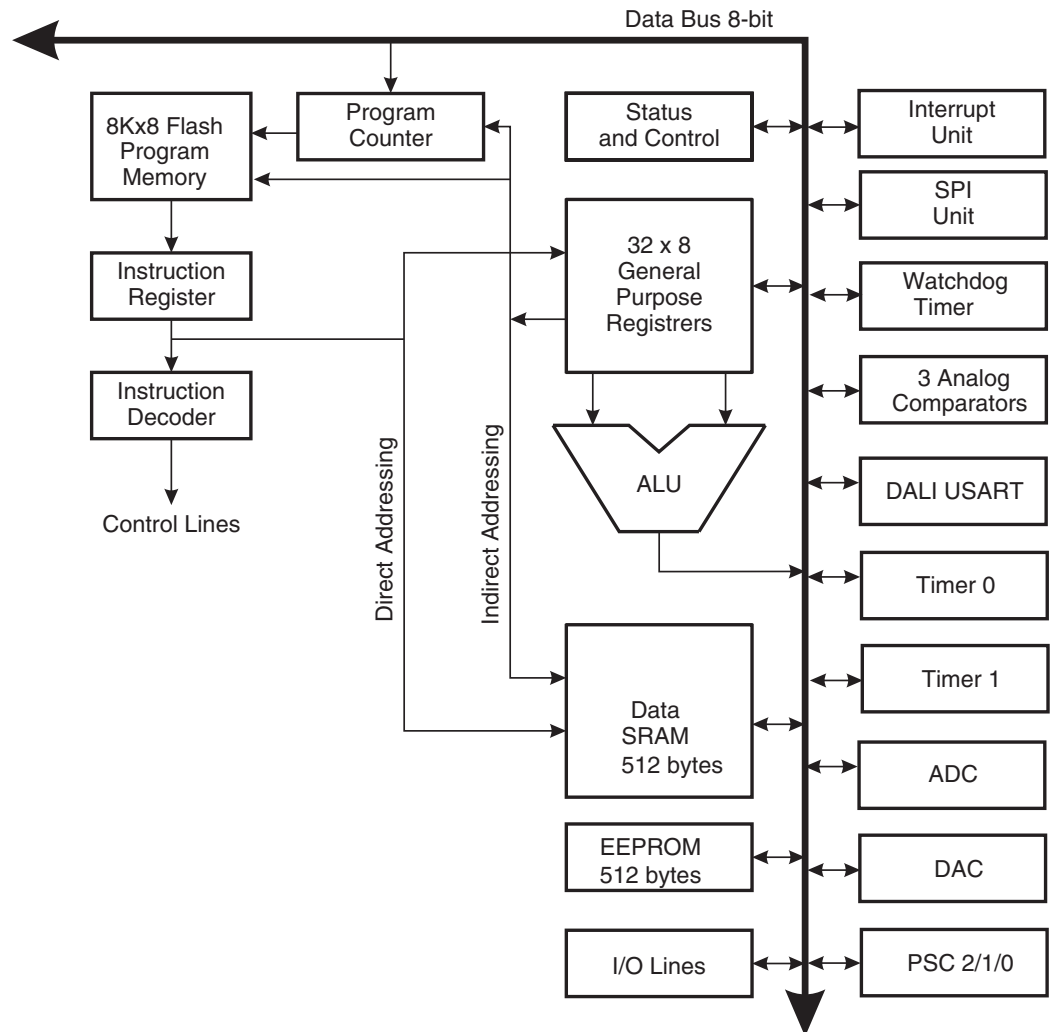 Data Bus 8-bit
8Kx8 Flash
Program
Memory
Program
Counter
Status
and Control
Interrupt
Unit
SPI
Unit
Instruction
Register
32 x 8
General
Purpose
Registrers
Watchdog
Timer
Instruction
Decoder
3 Analog
Comparators
Direct Addressing
Indirect Addressing
ALU
DALI USART
Control Lines
Timer 0
Timer 1
Data
SRAM
512 bytes
ADC
EEPROM
512 bytes
DAC
I/O Lines
PSC 2/1/0